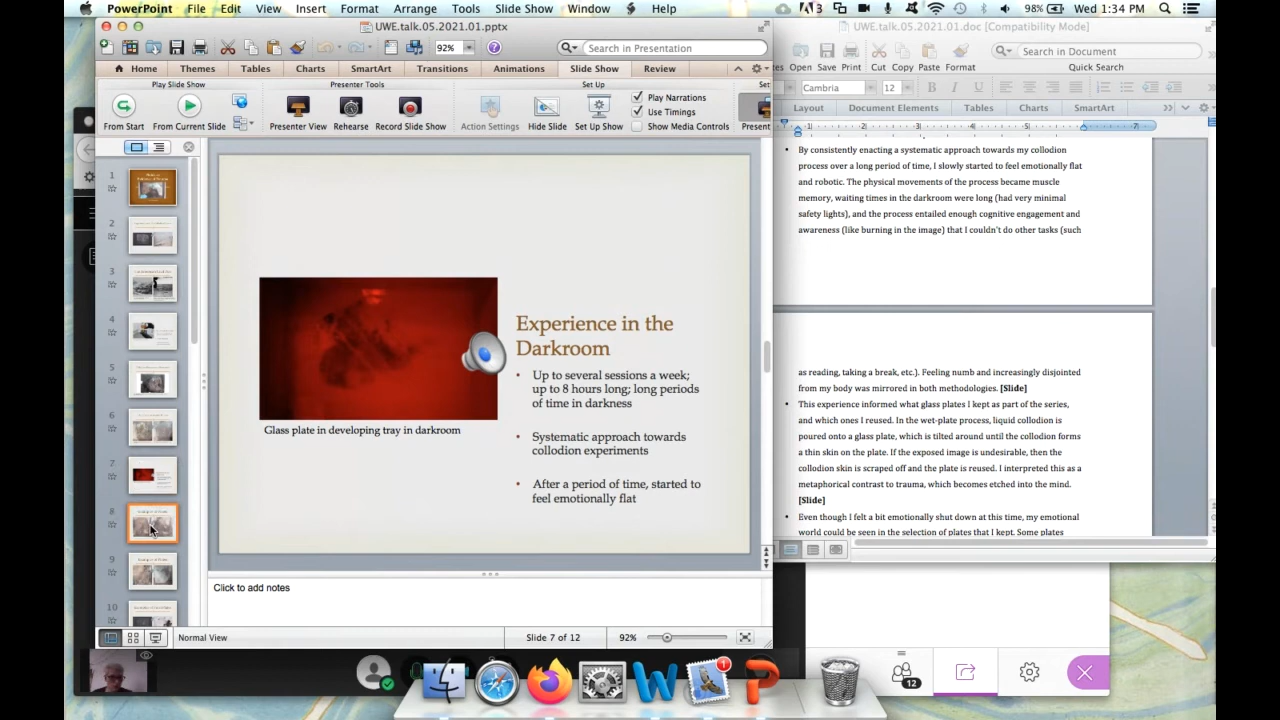 PowerPoint File Edit View Insert Format Arrange Tools Slide Show Window Help
3 98% Wed 1:34 PM
UWE.talk.05.2021.01.pptx
92% Search in Presentation
Home Themes Tables Charts SmartArt Transitions Animations Slide Show Review
Play Slide Show Presenter Tools Set Up
From Start From Current Slide Presenter View Rehearse Record Slide Show Action Settings Hide Slide Set Up Show
Play Narrations
Use Timings
Show Media Controls
Present
1
2
3
4
5
6
7
8
9
10
Experience in the
Darkroom
• Up to several sessions a week;
up to 8 hours long; long periods
of time in darkness
• Systematic approach towards
collodion experiments
• After a period of time, started to
feel emotionally flat
Glass plate in developing tray in darkroom
Click to add notes
Normal View Slide 7 of 12 92%
UWE.talk.05.2021.01.doc [Compatibility Mode]
Open Save Print Cut Copy Paste Format
Search in Document
Quick Search
Cambria 12 B I U
Layout Document Elements Tables Charts SmartArt
• By consistently enacting a systematic approach towards my collodion
process over a long period of time, I slowly started to feel emotionally flat
and robotic. The physical movements of the process became muscle
memory, waiting times in the darkroom were long (had very minimal
safety lights), and the process entailed enough cognitive engagement and
awareness (like burning in the image) that I couldn't do other tasks (such
as reading, taking a break, etc.). Feeling numb and increasingly disjointed
from my body was mirrored in both methodologies. [Slide]
• This experience informed what glass plates I kept as part of the series,
and which ones I reused. In the wet-plate process, liquid collodion is
poured onto a glass plate, which is tilted around until the collodion forms
a thin skin on the plate. If the exposed image is undesirable, then the
collodion skin is scraped off and the plate is reused. I interpreted this as a
metaphorical contrast to trauma, which becomes etched into the mind.
[Slide]
• Even though I felt a bit emotionally shut down at this time, my emotional
world could be seen in the selection of plates that I kept. Some plates
1
12